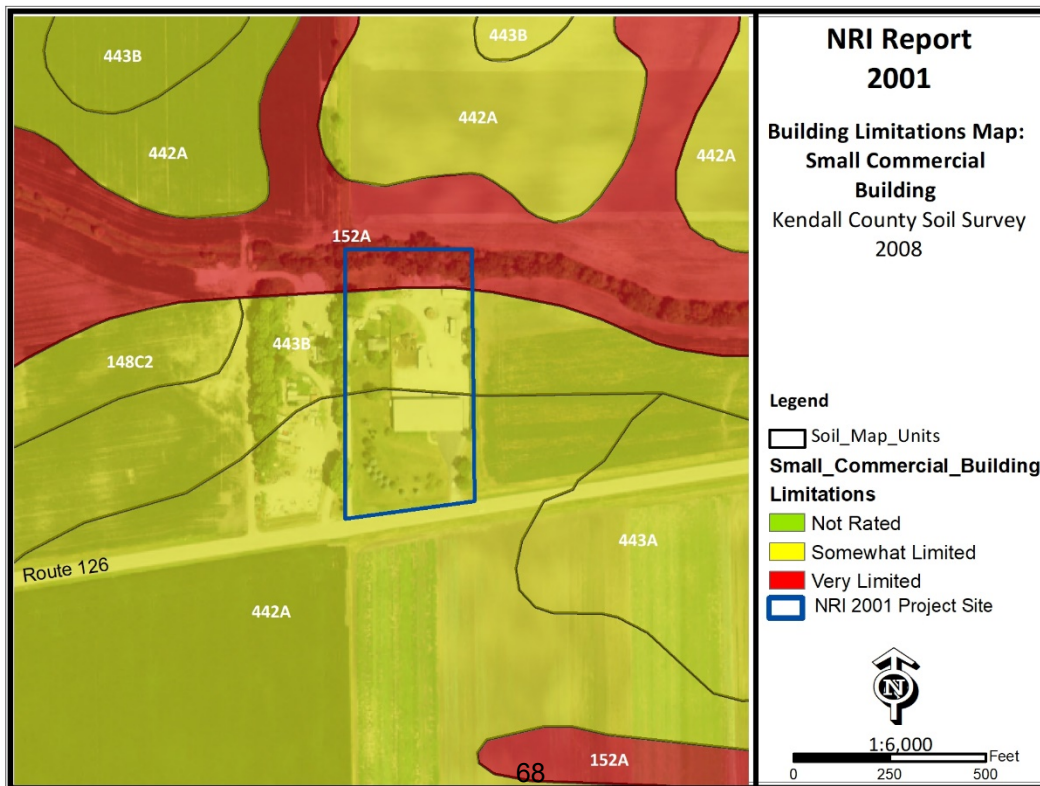 443B
443B
442A
442A
442A
152A
443B
148C2
443A
Route 126
442A
152A
68
NRI Report
2001
Building Limitations Map:
Small Commercial
Building
Kendall County Soil Survey
2008
Legend
Soil_Map_Units
Small_Commercial_Building
Limitations
Not Rated
Somewhat Limited
Very Limited
NRI 2001 Project Site
N
1:6,000
Feet
0 250 500